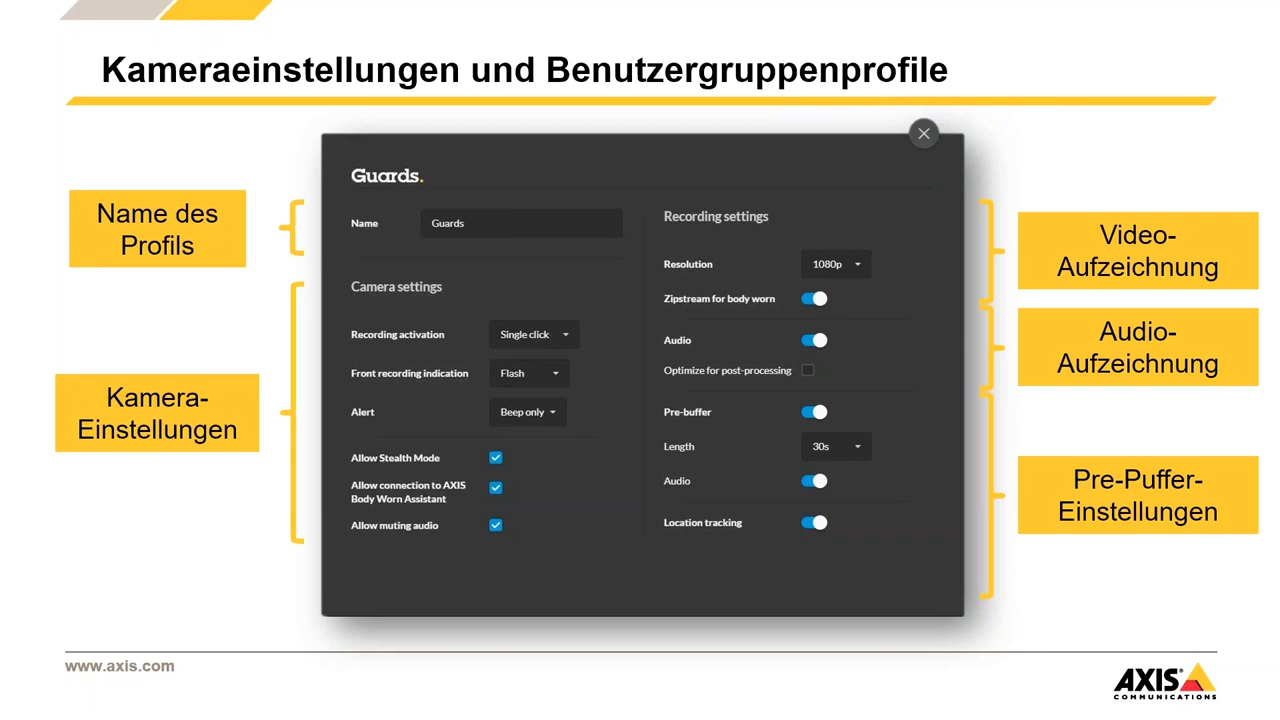 Kameraeinstellungen und Benutzergruppenprofile
Name des
Profils
Kamera-
Einstellungen
Guards.
Name
Guards
Camera settings
Recording activation
Single click
Front recording indication
Flash
Alert
Beep only
Allow Stealth Mode
Allow connection to AXIS
Body Worn Assistant
Allow muting audio
Recording settings
Resolution
1080p
Zipstream for body worn
Audio
Optimize for post-processing
Pre-buffer
Length
30s
Audio
Location tracking
Video-
Aufzeichnung
Audio-
Aufzeichnung
Pre-Puffer-
Einstellungen
www.axis.com
AXIS
COMMUNICATIONS